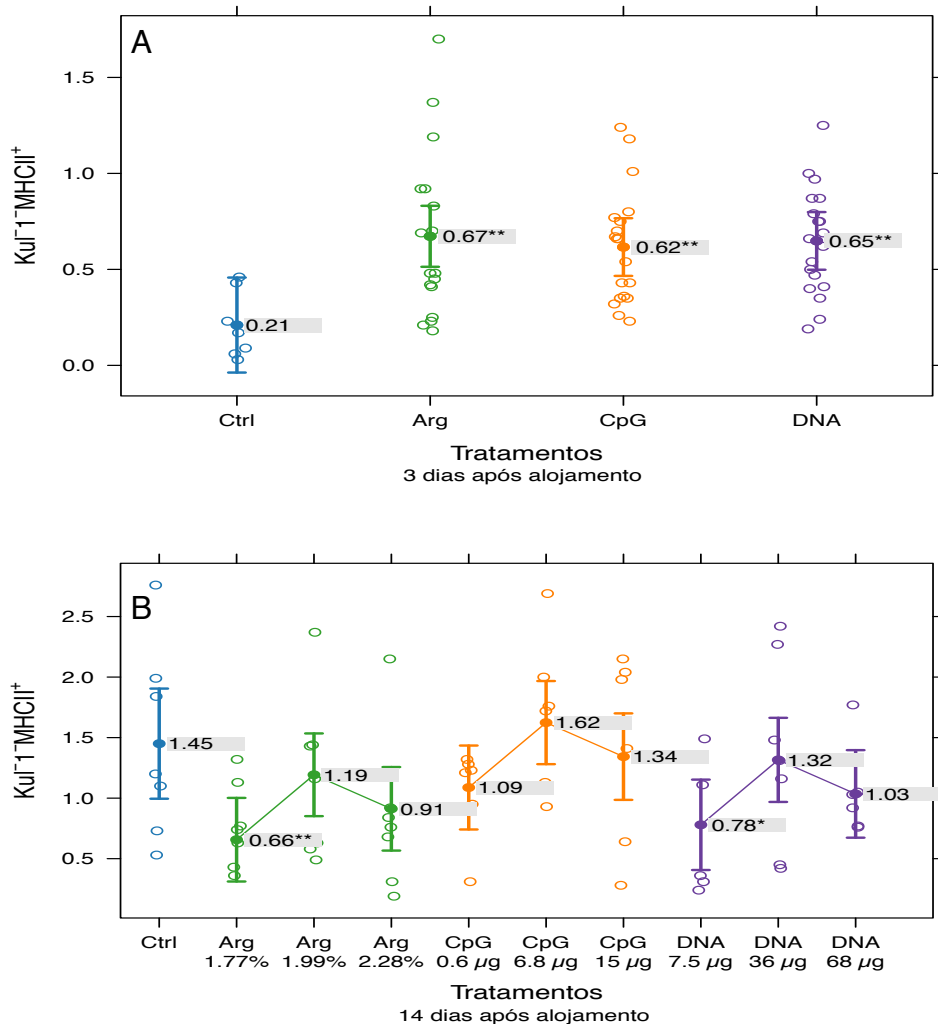 A
Kul⁻1⁻MHCII⁺
1.5
1.0
0.5
0.0
0.21
0.67**
0.62**
0.65**
Ctrl Arg CpG DNA
Tratamentos
3 dias após alojamento
B
Kul⁻1⁻MHCII⁺
2.5
2.0
1.5
1.0
0.5
1.45
0.66**
1.19
0.91
1.09
1.62
1.34
0.78*
1.32
1.03
Ctrl Arg Arg Arg CpG CpG CpG DNA DNA DNA
1.77% 1.99% 2.28% 0.6 µg 6.8 µg 15 µg 7.5 µg 36 µg 68 µg
Tratamentos
14 dias após alojamento